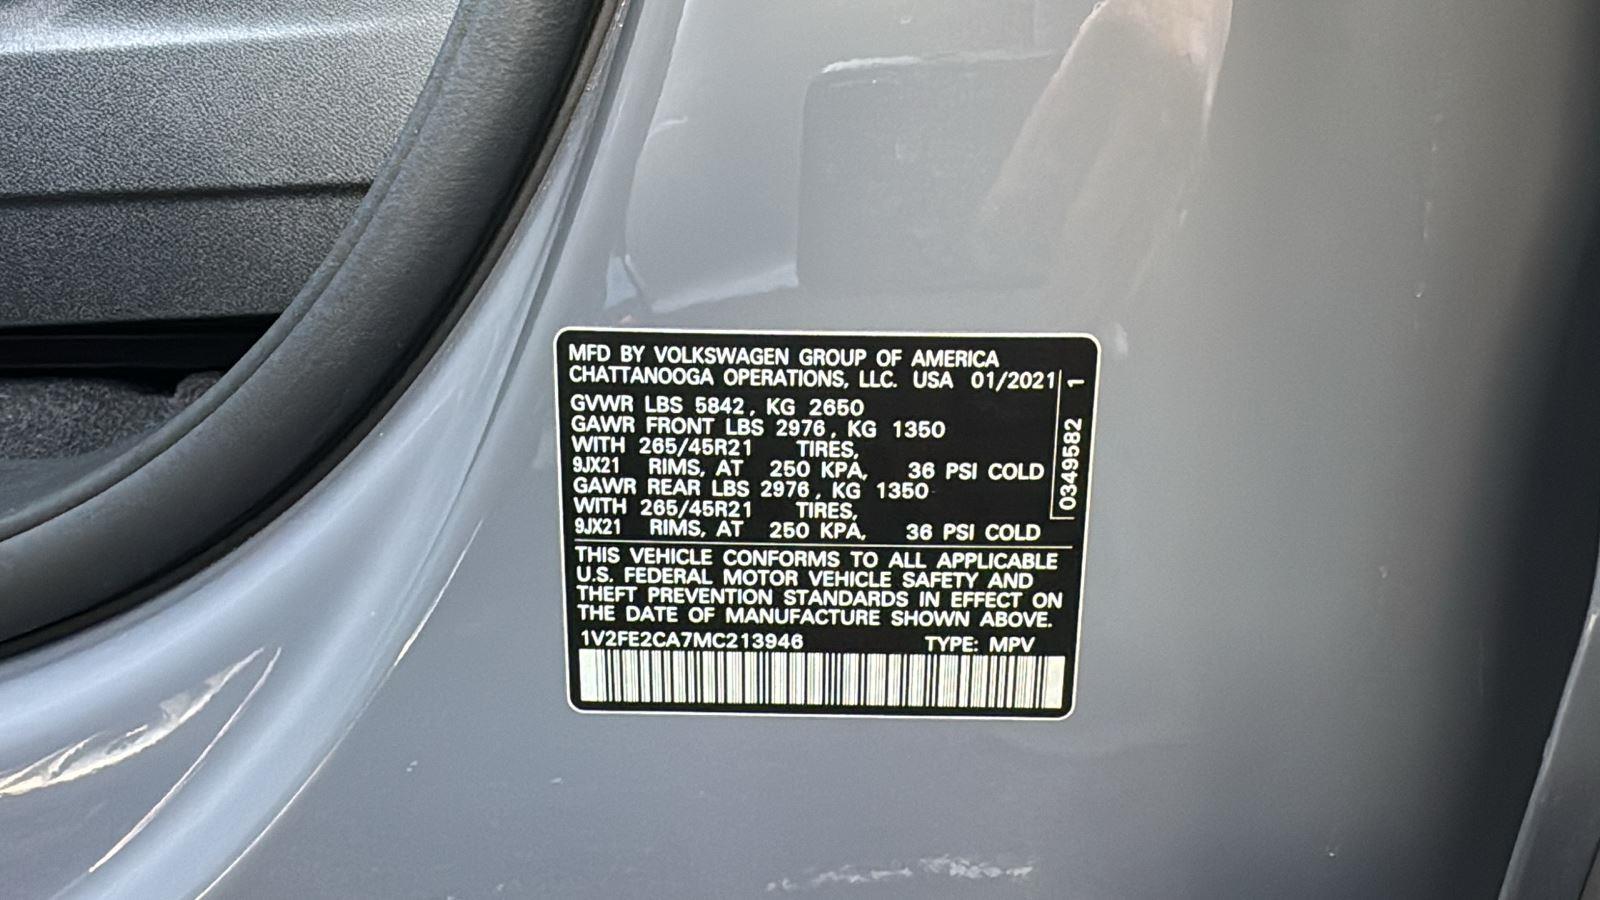 MFD BY VOLKSWAGEN GROUP OF AMERICA
CHATTANOOGA OPERATIONS, LLC. USA 01/2021
GVWR LBS 5842, KG 2650
GAWR FRONT LBS 2976, KG 1350
WITH 265/45R21 TIRES,
9JX21 RIMS, AT 250 KPA, 36 PSI COLD
GAWR REAR LBS 2976, KG 1350
WITH 265/45R21 TIRES,
9JX21 RIMS, AT 250 KPA, 36 PSI COLD
0349582 1
THIS VEHICLE CONFORMS TO ALL APPLICABLE
U.S. FEDERAL MOTOR VEHICLE SAFETY AND
THEFT PREVENTION STANDARDS IN EFFECT ON
THE DATE OF MANUFACTURE SHOWN ABOVE.
1V2FE2CA7MC213946 TYPE: MPV